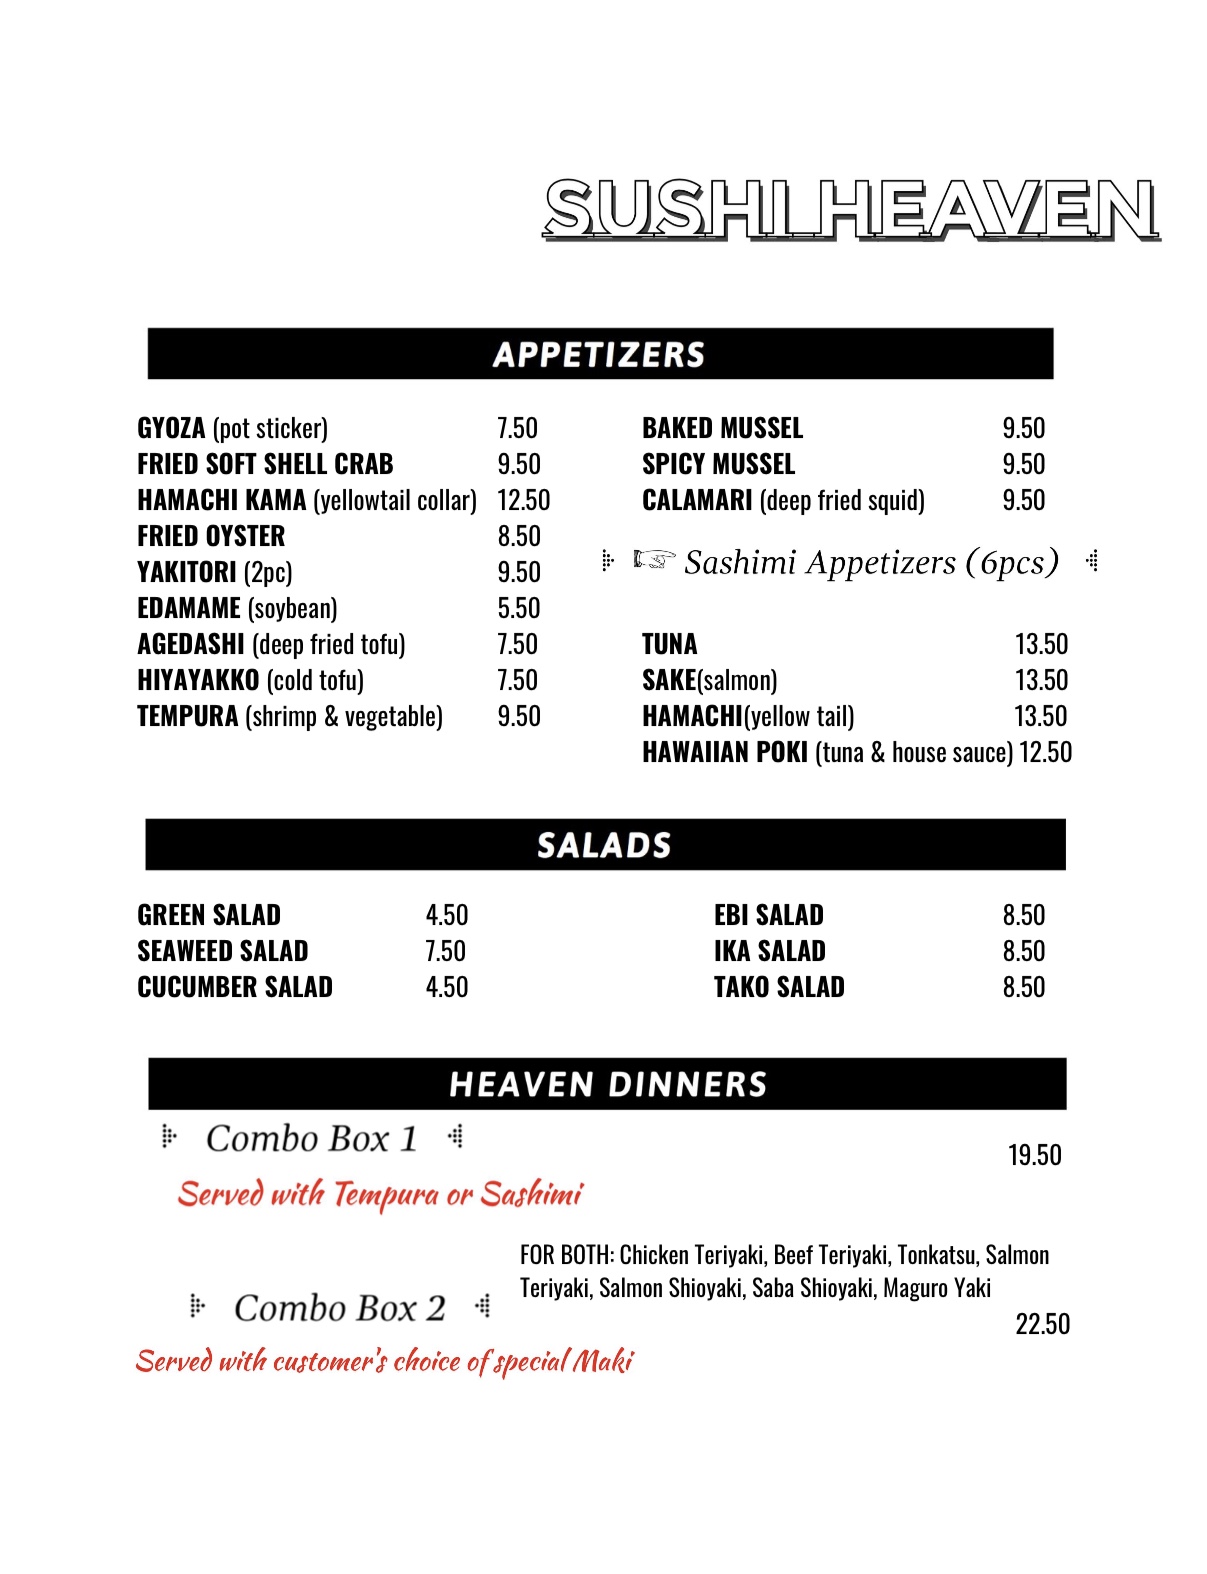 SUSHI HEAVEN
APPETIZERS
GYOZA (pot sticker) 7.50
FRIED SOFT SHELL CRAB 9.50
HAMACHI KAMA (yellowtail collar) 12.50
FRIED OYSTER 8.50
YAKITORI (2pc) 9.50
EDAMAME (soybean) 5.50
AGEDASHI (deep fried tofu) 7.50
HIYAYAKKO (cold tofu) 7.50
TEMPURA (shrimp & vegetable) 9.50
BAKED MUSSEL 9.50
SPICY MUSSEL 9.50
CALAMARI (deep fried squid) 9.50
Sashimi Appetizers (6pcs)
TUNA 13.50
SAKE(salmon) 13.50
HAMACHI(yellow tail) 13.50
HAWAIIAN POKI (tuna & house sauce) 12.50
SALADS
GREEN SALAD 4.50
SEAWEED SALAD 7.50
CUCUMBER SALAD 4.50
EBI SALAD 8.50
IKA SALAD 8.50
TAKO SALAD 8.50
HEAVEN DINNERS
Combo Box 1 19.50
Served with Tempura or Sashimi
FOR BOTH: Chicken Teriyaki, Beef Teriyaki, Tonkatsu, Salmon
Teriyaki, Salmon Shioyaki, Saba Shioyaki, Maguro Yaki
Combo Box 2 22.50
Served with customer's choice of special Maki